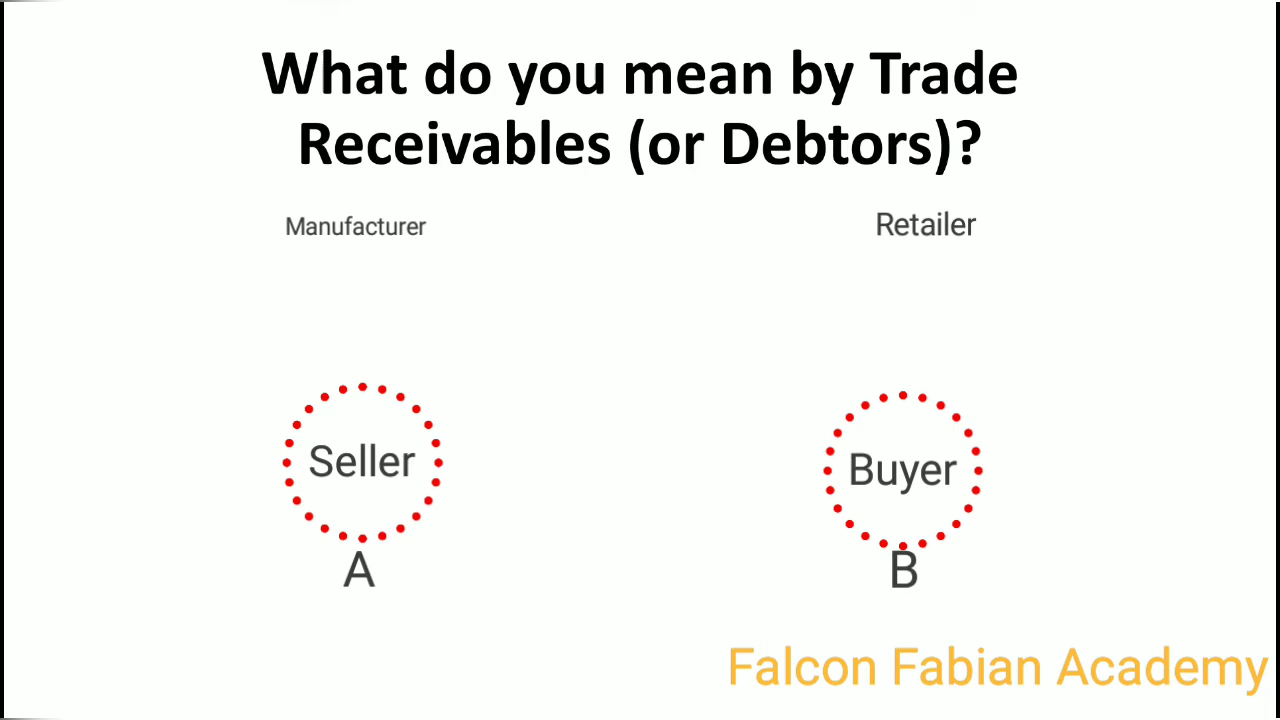 What do you mean by Trade
Receivables (or Debtors)?
Manufacturer
Retailer
Seller
Buyer
A
B
Falcon Fabian Academy